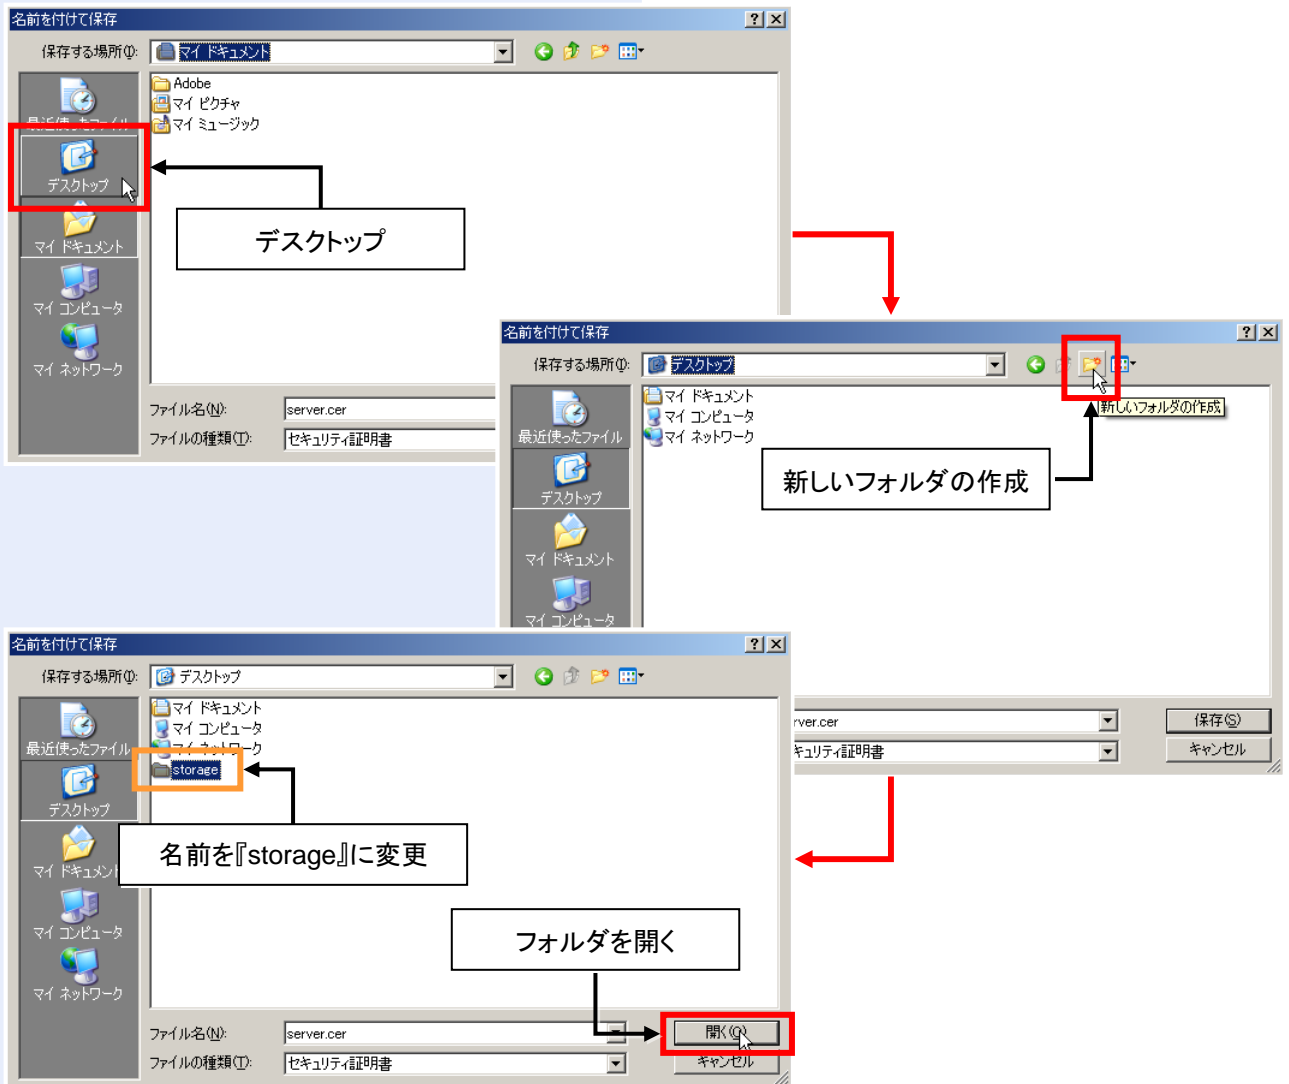 名前を付けて保存
保存する場所(I):
マイ ドキュメント
最近使ったファイル
デスクトップ
マイ ドキュメント
マイ コンピュータ
マイ ネットワーク
Adobe
マイ ピクチャ
マイ ミュージック
デスクトップ
ファイル名(N):
server.cer
ファイルの種類(T):
セキュリティ証明書
名前を付けて保存
保存する場所(I):
デスクトップ
最近使ったファイル
デスクトップ
マイ ドキュメント
マイ コンピュータ
マイ ドキュメント
マイ コンピュータ
マイ ネットワーク
新しいフォルダの作成
新しいフォルダの作成
rver.cer
キュリティ証明書
保存(S)
キャンセル
名前を付けて保存
保存する場所(I):
デスクトップ
最近使ったファイル
デスクトップ
マイ ドキュメント
マイ コンピュータ
マイ ネットワーク
マイ ドキュメント
マイ コンピュータ
マイ ネットワーク
storage
名前を『storage』に変更
フォルダを開く
ファイル名(N):
server.cer
ファイルの種類(T):
セキュリティ証明書
開く(O)
キャンセル